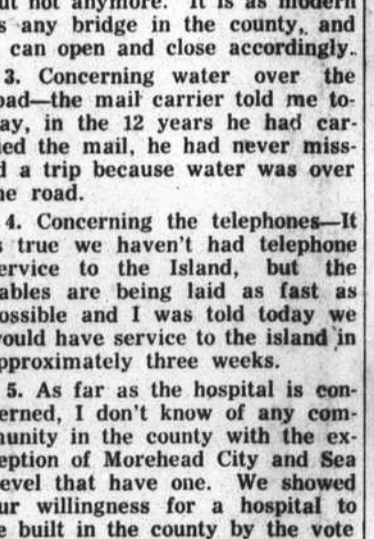 ut not anymore. It is as modern
s any bridge in the county, and
can open and close accordingly.
3. Concerning water over the
oad—the mail carrier told me to-
ay, in the 12 years he had car-
ied the mail, he had never miss-
d a trip because water was over
he road.
4. Concerning the telephones—It
s true we haven't had telephone
ervice to the Island, but the
ables are being laid as fast as
ossible and I was told today we
ould have service to the island in
pproximately three weeks.
5. As far as the hospital is con-
erned, I don't know of any com-
unity in the county with the ex-
eption of Morehead City and Sea
evel that have one. We showed
ur willingness for a hospital to
e built in the county by the vote